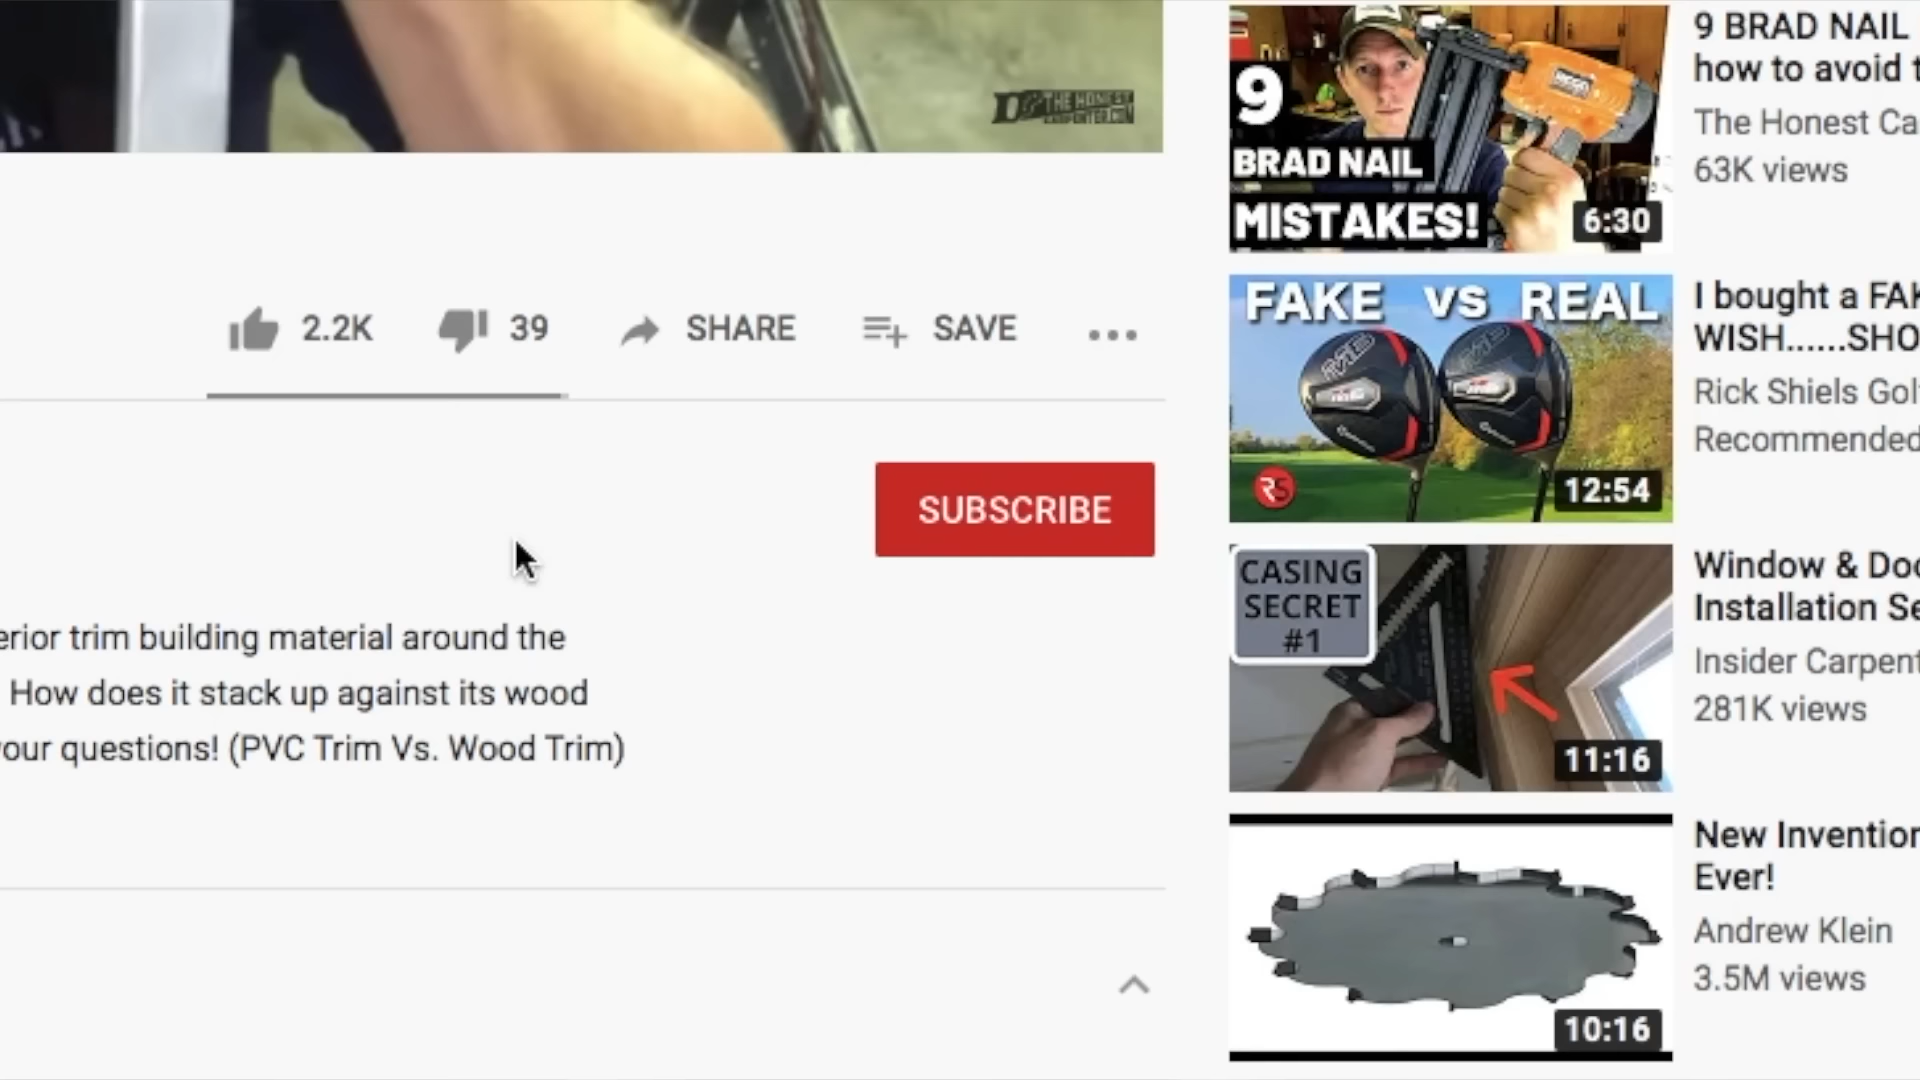 THE HONEST
CARPENTER.COM
2.2K
39
SHARE
SAVE
SUBSCRIBE
erior trim building material around the
How does it stack up against its wood
your questions! (PVC Trim Vs. Wood Trim)
9
BRAD NAIL
MISTAKES!
6:30
9 BRAD NAIL
how to avoid t
The Honest Ca
63K views
FAKE VS REAL
M6
M6
RS
12:54
I bought a FAK
WISH......SHO
Rick Shiels Gol
Recommended
CASING
SECRET
#1
11:16
Window & Doo
Installation Se
Insider Carpent
281K views
10:16
New Invention
Ever!
Andrew Klein
3.5M views